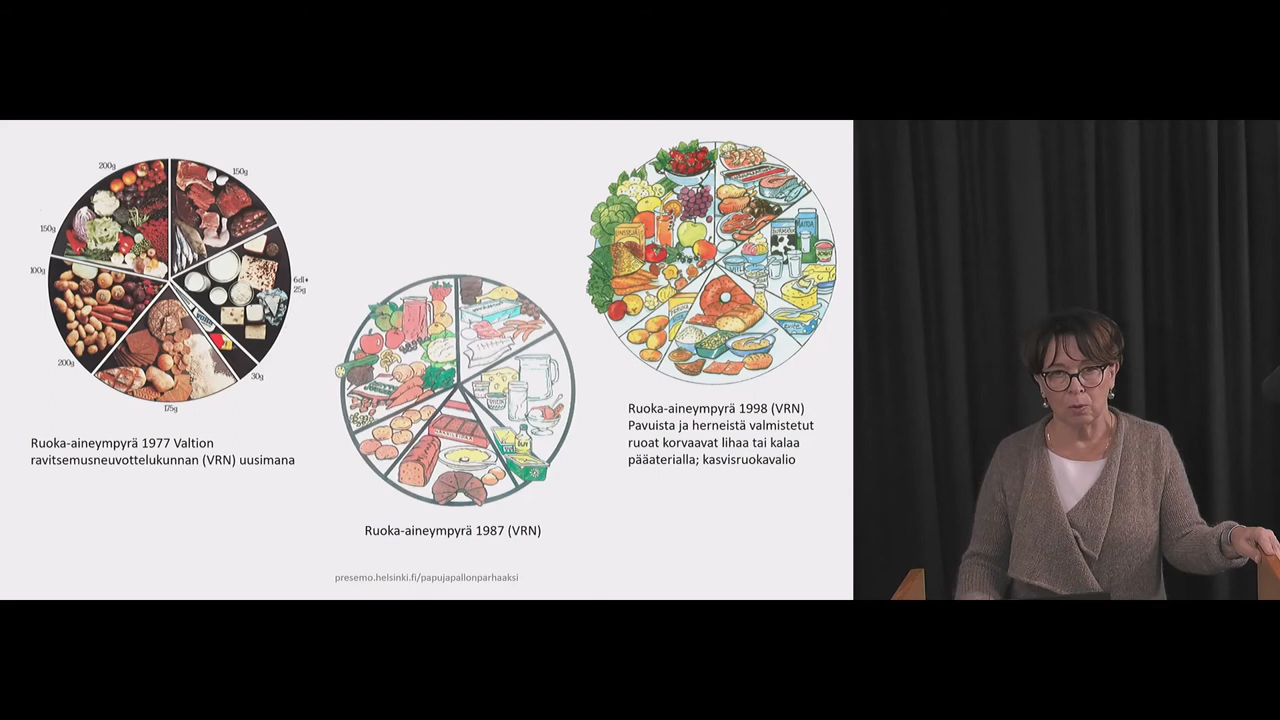 200g
150g
150g
100g
6dl+
25g
200g
30g
175g
Ruoka-aineympyrä 1977 Valtion
ravitsemusneuvottelukunnan (VRN) uusimana
Ruoka-aineympyrä 1987 (VRN)
MAITOA
Ruoka-aineympyrä 1998 (VRN)
Pavuista ja herneistä valmistetut
ruoat korvaavat lihaa tai kalaa
pääaterialla; kasvisruokavalio
presemo.helsinki.fi/papujapallonparhaaksi